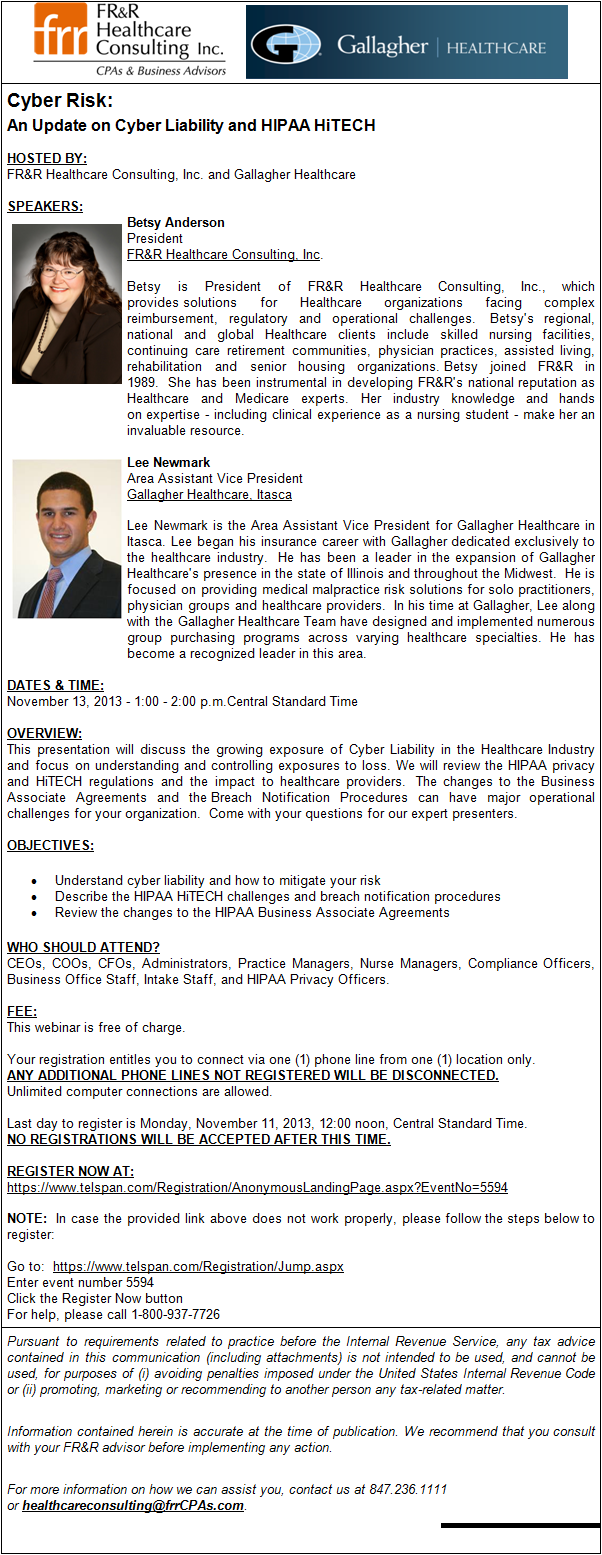 FR&R
Healthcare
Consulting Inc.
frr
CPAs & Business Advisors
Gallagher | HEALTHCARE
Cyber Risk:
An Update on Cyber Liability and HIPAA HiTECH
HOSTED BY:
FR&R Healthcare Consulting, Inc. and Gallagher Healthcare
SPEAKERS:
Betsy Anderson
President
FR&R Healthcare Consulting, Inc.
Betsy is President of FR&R Healthcare Consulting, Inc., which
provides solutions for Healthcare organizations facing complex
reimbursement, regulatory and operational challenges. Betsy's regional,
national and global Healthcare clients include skilled nursing facilities,
continuing care retirement communities, physician practices, assisted living,
rehabilitation and senior housing organizations. Betsy joined FR&R in
1989. She has been instrumental in developing FR&R's national reputation as
Healthcare and Medicare experts. Her industry knowledge and hands
on expertise - including clinical experience as a nursing student - make her an
invaluable resource.
Lee Newmark
Area Assistant Vice President
Gallagher Healthcare, Itasca
Lee Newmark is the Area Assistant Vice President for Gallagher Healthcare in
Itasca. Lee began his insurance career with Gallagher dedicated exclusively to
the healthcare industry. He has been a leader in the expansion of Gallagher
Healthcare's presence in the state of Illinois and throughout the Midwest. He is
focused on providing medical malpractice risk solutions for solo practitioners,
physician groups and healthcare providers. In his time at Gallagher, Lee along
with the Gallagher Healthcare Team have designed and implemented numerous
group purchasing programs across varying healthcare specialties. He has
become a recognized leader in this area.
DATES & TIME:
November 13, 2013 - 1:00 - 2:00 p.m.Central Standard Time
OVERVIEW:
This presentation will discuss the growing exposure of Cyber Liability in the Healthcare Industry
and focus on understanding and controlling exposures to loss. We will review the HIPAA privacy
and HiTECH regulations and the impact to healthcare providers. The changes to the Business
Associate Agreements and the Breach Notification Procedures can have major operational
challenges for your organization. Come with your questions for our expert presenters.
OBJECTIVES:
• Understand cyber liability and how to mitigate your risk
• Describe the HIPAA HiTECH challenges and breach notification procedures
• Review the changes to the HIPAA Business Associate Agreements
WHO SHOULD ATTEND?
CEOs, COOs, CFOs, Administrators, Practice Managers, Nurse Managers, Compliance Officers,
Business Office Staff, Intake Staff, and HIPAA Privacy Officers.
FEE:
This webinar is free of charge.
Your registration entitles you to connect via one (1) phone line from one (1) location only.
ANY ADDITIONAL PHONE LINES NOT REGISTERED WILL BE DISCONNECTED.
Unlimited computer connections are allowed.
Last day to register is Monday, November 11, 2013, 12:00 noon, Central Standard Time.
NO REGISTRATIONS WILL BE ACCEPTED AFTER THIS TIME.
REGISTER NOW AT:
https://www.telspan.com/Registration/AnonymousLandingPage.aspx?EventNo=5594
NOTE: In case the provided link above does not work properly, please follow the steps below to
register:
Go to: https://www.telspan.com/Registration/Jump.aspx
Enter event number 5594
Click the Register Now button
For help, please call 1-800-937-7726
Pursuant to requirements related to practice before the Internal Revenue Service, any tax advice
contained in this communication (including attachments) is not intended to be used, and cannot be
used, for purposes of (i) avoiding penalties imposed under the United States Internal Revenue Code
or (ii) promoting, marketing or recommending to another person any tax-related matter.
Information contained herein is accurate at the time of publication. We recommend that you consult
with your FR&R advisor before implementing any action.
For more information on how we can assist you, contact us at 847.236.1111
or healthcareconsulting@frrCPAs.com.